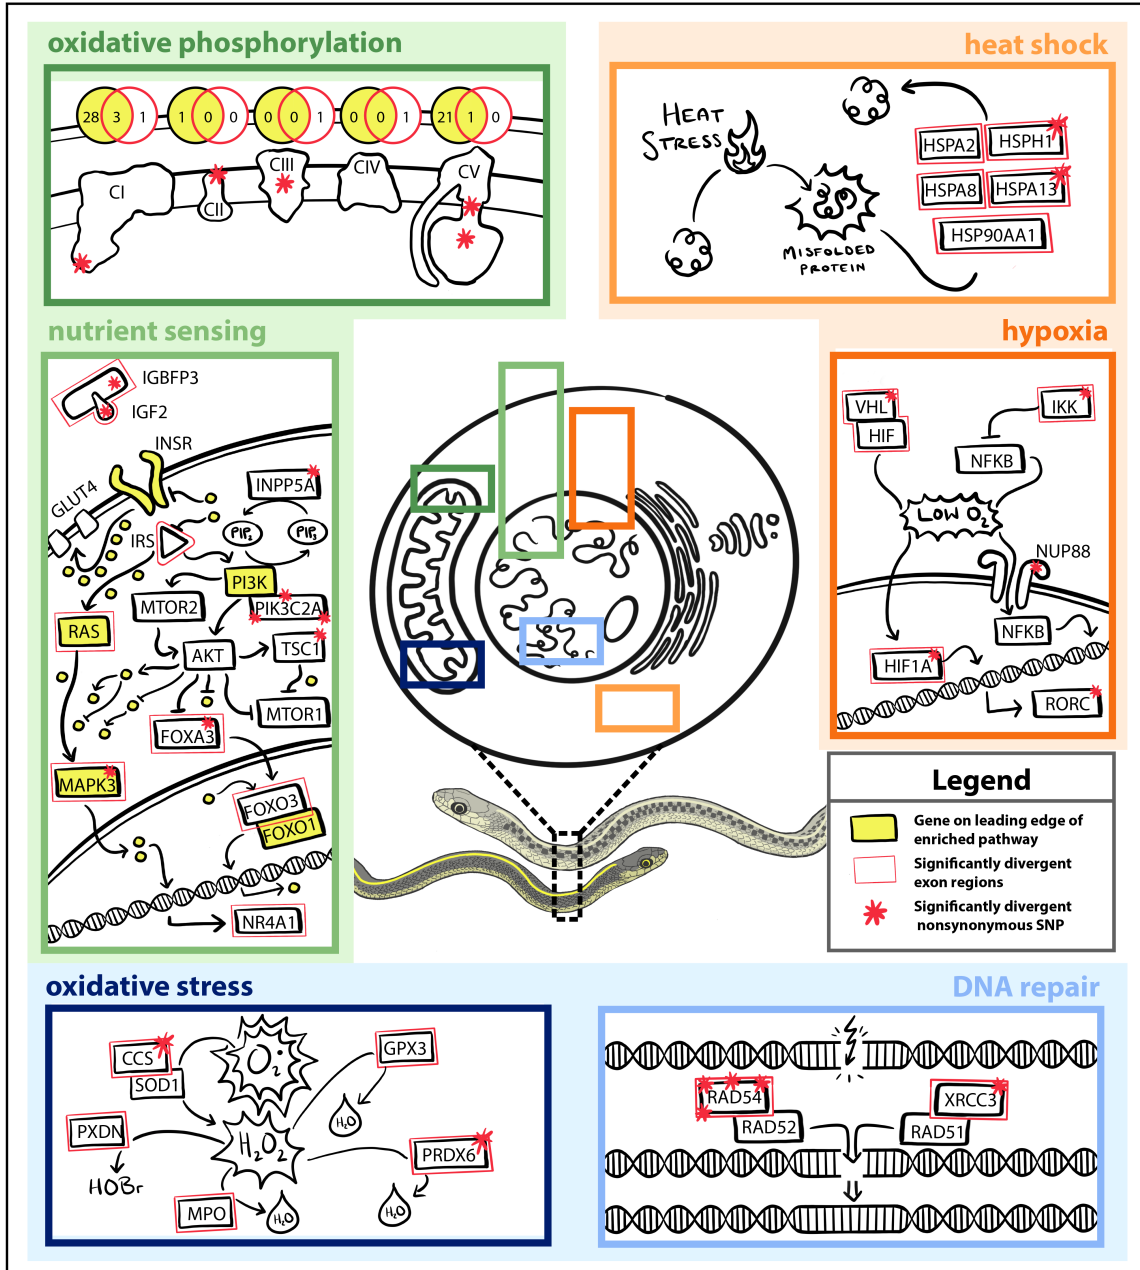 oxidative phosphorylation
28 3 1
1 0 0
0 0 1
0 0 1
21 1 0
CI
CII
CIII
CIV
CV
heat shock
HEAT
STRESS
MISFOLDED
PROTEIN
HSPA2
HSPH1
HSPA8
HSPA13
HSP90AA1
nutrient sensing
IGBFP3
IGF2
INSR
GLUT4
INPP5A
IRS
PIP₂
PIP₃
PI3K
PIK3C2A
MTOR2
RAS
AKT
TSC1
MTOR1
FOXA3
MAPK3
FOXO3
FOXO1
NR4A1
hypoxia
VHL
HIF
IKK
NFKB
LOW O₂
NUP88
NFKB
HIF1A
RORC
Legend
Gene on leading edge of
enriched pathway
Significantly divergent
exon regions
Significantly divergent
nonsynonymous SNP
oxidative stress
CCS
SOD1
O₂⁻
GPX3
H₂O
PXDN
H₂O₂
PRDX6
HOBr
MPO
H₂O
H₂O
DNA repair
RAD54
RAD52
XRCC3
RAD51